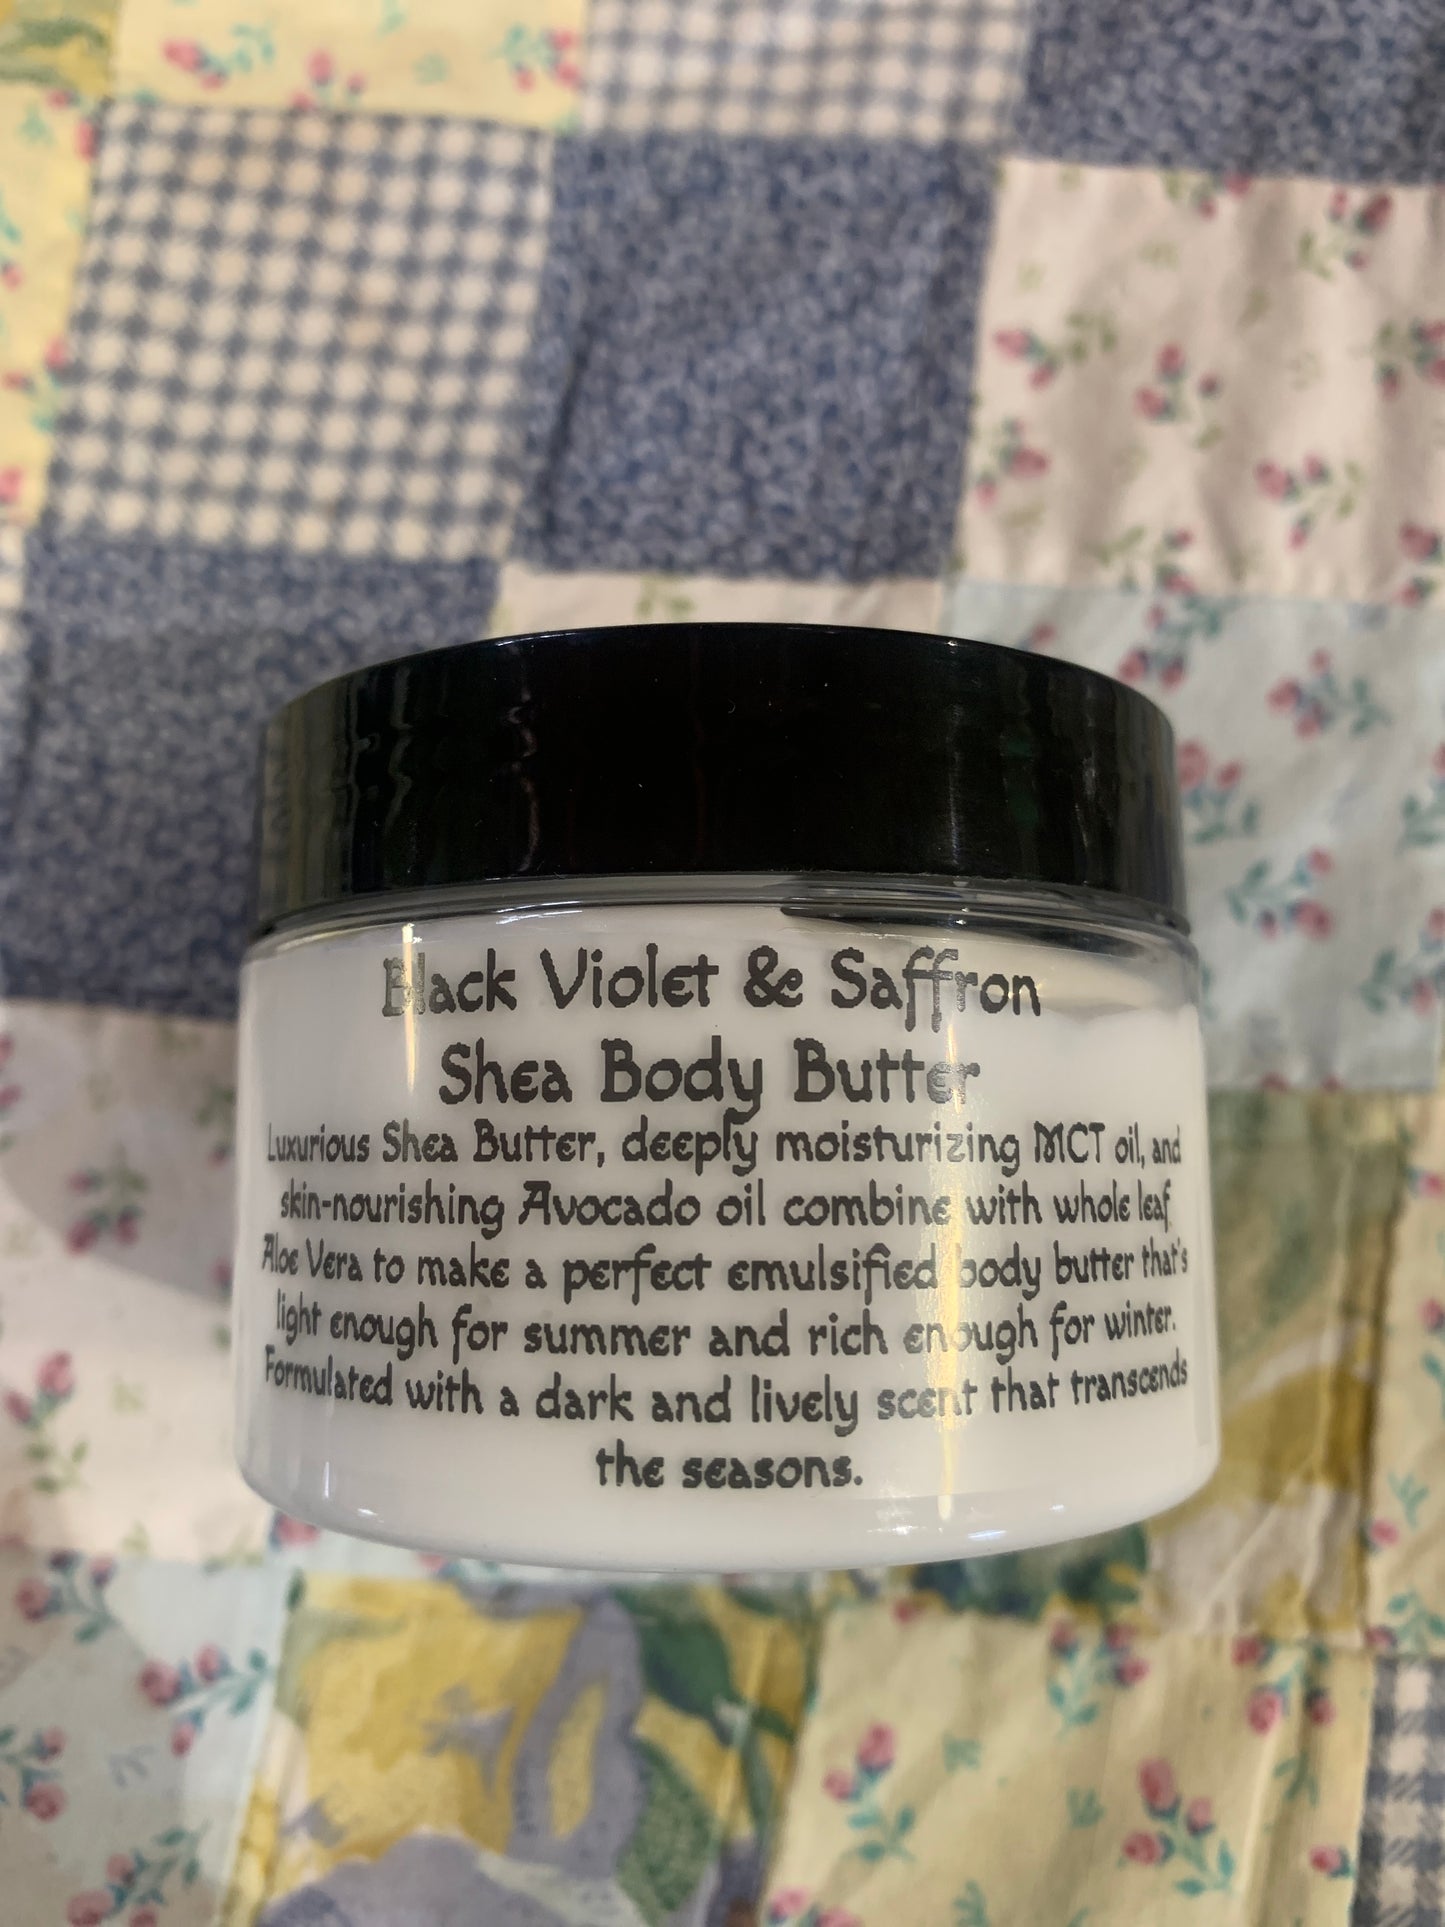 Black Violet & Saffron
Shea Body Butter
Luxurious Shea Butter, deeply moisturizing MCT oil, and
skin-nourishing Avocado oil combine with whole leaf
Aloe Vera to make a perfect emulsified body butter that's
light enough for summer and rich enough for winter.
Formulated with a dark and lively scent that transcends
the seasons.